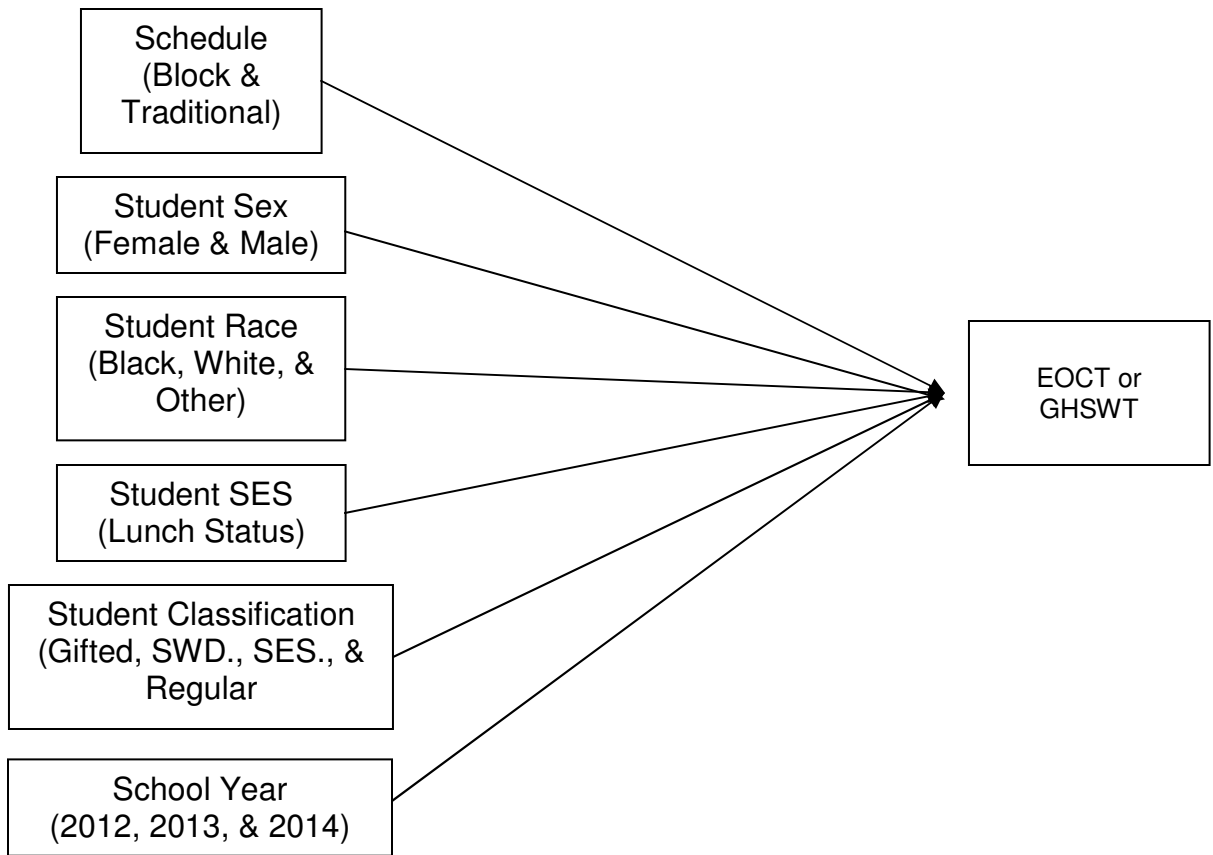 Schedule
(Block &
Traditional)
Student Sex
(Female & Male)
Student Race
(Black, White, &
Other)
Student SES
(Lunch Status)
Student Classification
(Gifted, SWD., SES., &
Regular
School Year
(2012, 2013, & 2014)
EOCT or
GHSWT